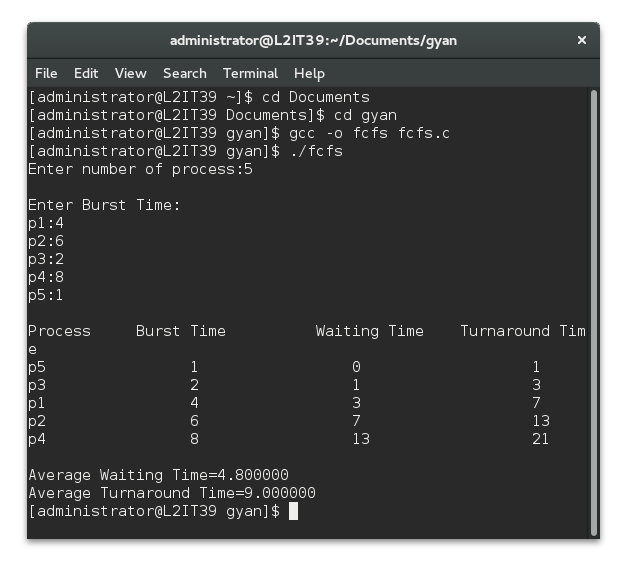 administrator@L2IT39:~/Documents/gyan ×
File Edit View Search Terminal Help
[administrator@L2IT39 ~]$ cd Documents
[administrator@L2IT39 Documents]$ cd gyan
[administrator@L2IT39 gyan]$ gcc -o fcfs fcfs.c
[administrator@L2IT39 gyan]$ ./fcfs
Enter number of process:5
Enter Burst Time:
p1:4
p2:6
p3:2
p4:8
p5:1
Process Burst Time Waiting Time Turnaround Tim
e
p5 1 0 1
p3 2 1 3
p1 4 3 7
p2 6 7 13
p4 8 13 21
Average Waiting Time=4.800000
Average Turnaround Time=9.000000
[administrator@L2IT39 gyan]$